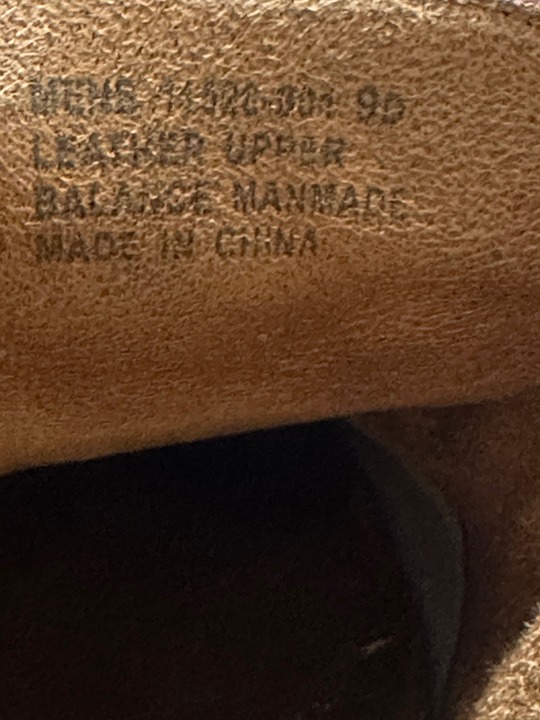 MENS 95
LEATHER UPPER
BALANCE MANMADE
MADE IN CHINA